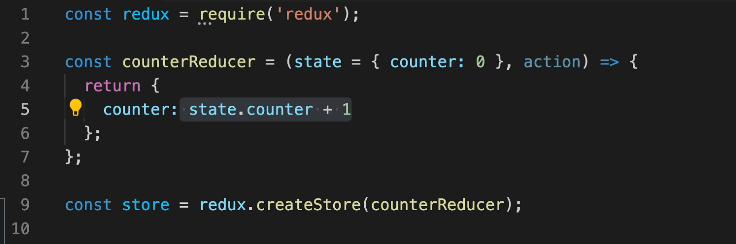 1 const redux = require('redux');
2
3 const counterReducer = (state = { counter: 0 }, action) => {
4 return {
5 counter: state.counter + 1
6 };
7 };
8
9 const store = redux.createStore(counterReducer);
10